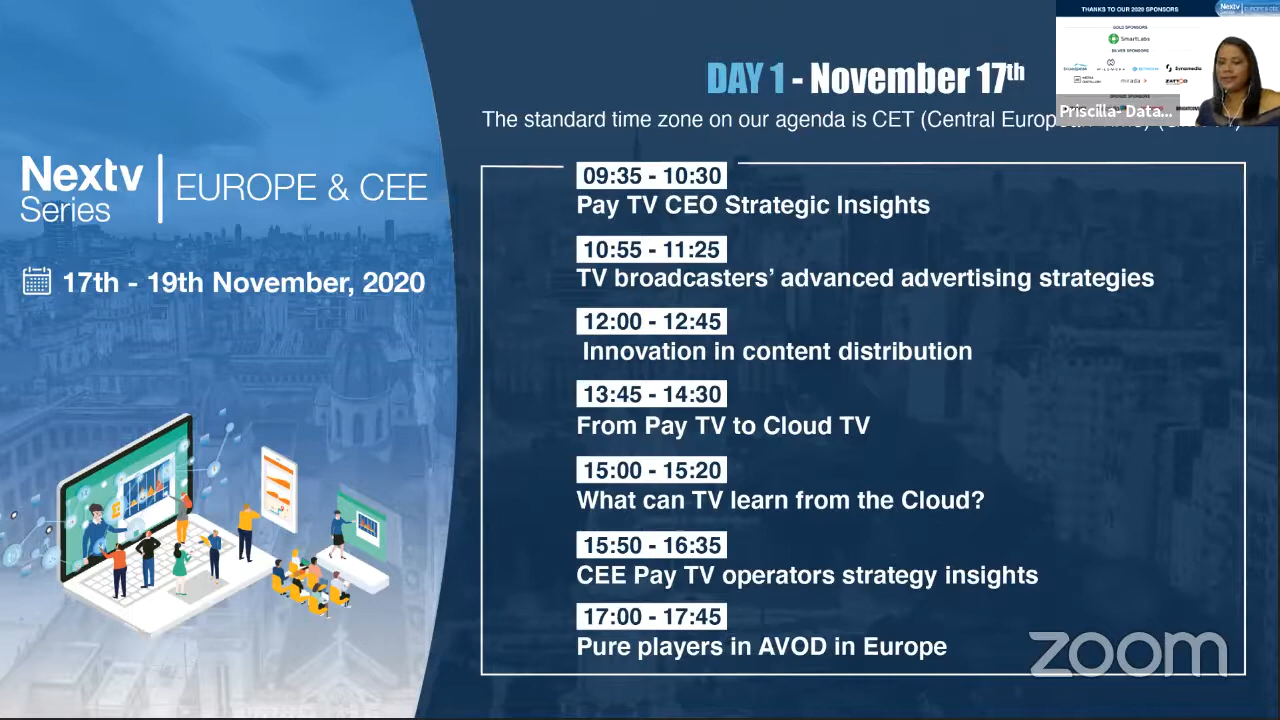 THANKS TO OUR 2020 SPONSORS
Nextv
GOLD SPONSORS
SmartLabs
SILVER SPONSORS
broadpeak
Synamedia
mirada
ZATTOO
Priscilla- Data...
DAY 1 - November 17th
The standard time zone on our agenda is CET (Central European
Nextv
Series
EUROPE & CEE
17th - 19th November, 2020
09:35 - 10:30
Pay TV CEO Strategic Insights
10:55 - 11:25
TV broadcasters’ advanced advertising strategies
12:00 - 12:45
Innovation in content distribution
13:45 - 14:30
From Pay TV to Cloud TV
15:00 - 15:20
What can TV learn from the Cloud?
15:50 - 16:35
CEE Pay TV operators strategy insights
17:00 - 17:45
Pure players in AVOD in Europe
zoom